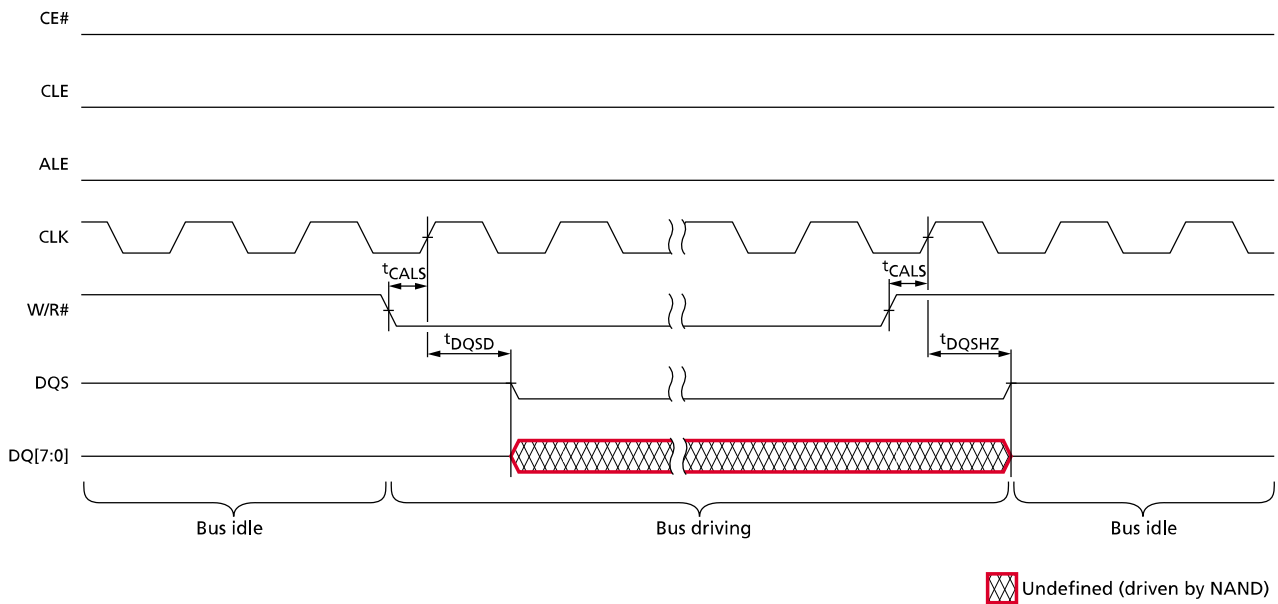 CE#
CLE
ALE
CLK
tCALS tCALS
W/R#
tDQSD tDQSHZ
DQS
DQ[7:0]
Bus idle Bus driving Bus idle
Undefined (driven by NAND)